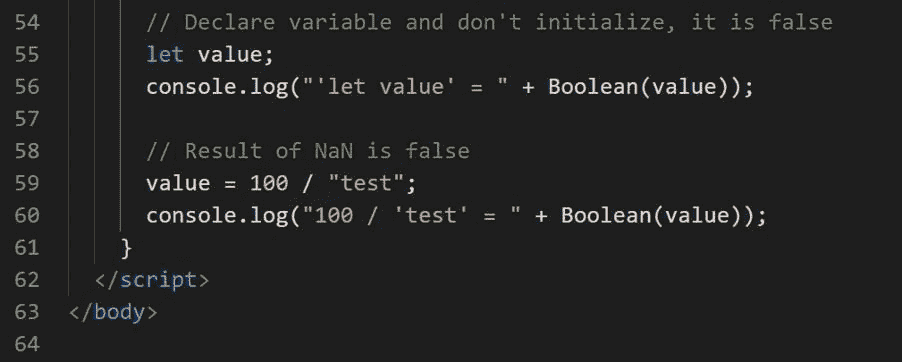 54 // Declare variable and don't initialize, it is false
55 let value;
56 console.log("'let value' = " + Boolean(value));
57
58 // Result of NaN is false
59 value = 100 / "test";
60 console.log("100 / 'test' = " + Boolean(value));
61 }
62 </script>
63 </body>
64